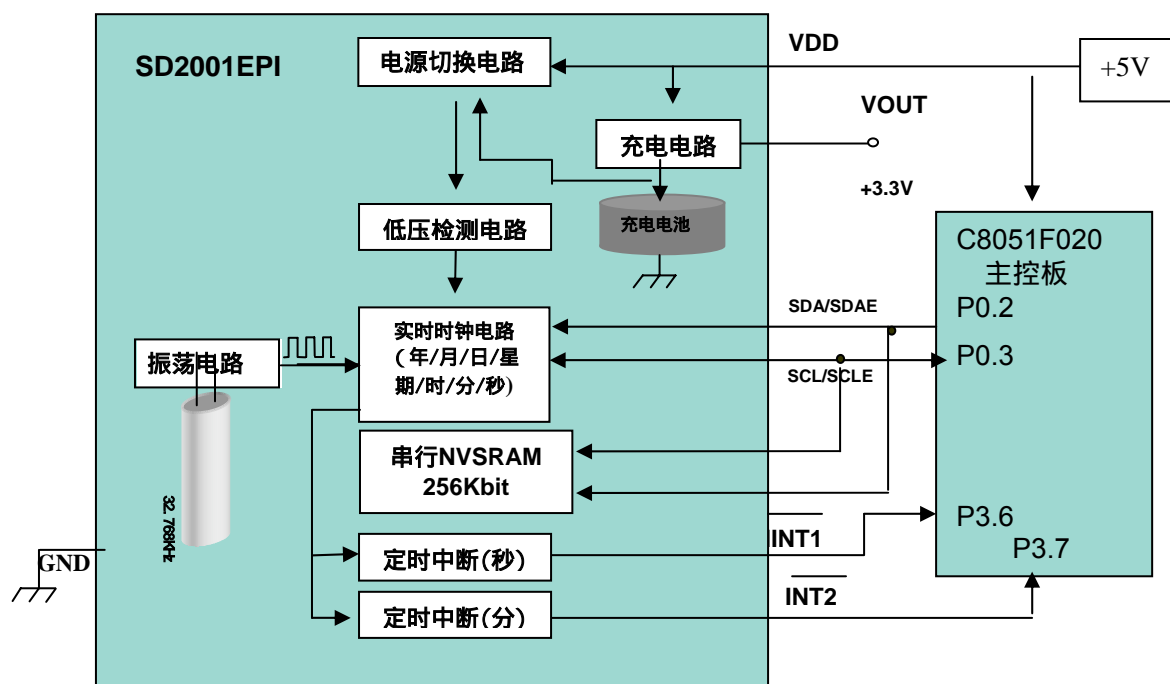 SD2001EPI
电源切换电路
VDD
+5V
VOUT
充电电路
+3.3V
充电电池
低压检测电路
C8051F020
主控板
SDA/SDAE
P0.2
实时时钟电路
(年/月/日/星
期/时/分/秒)
振荡电路
P0.3
SCL/SCLE
串行NVSRAM
256Kbit
32.768KHz
INT1
P3.6
定时中断(秒)
P3.7
GND
INT2
定时中断(分)